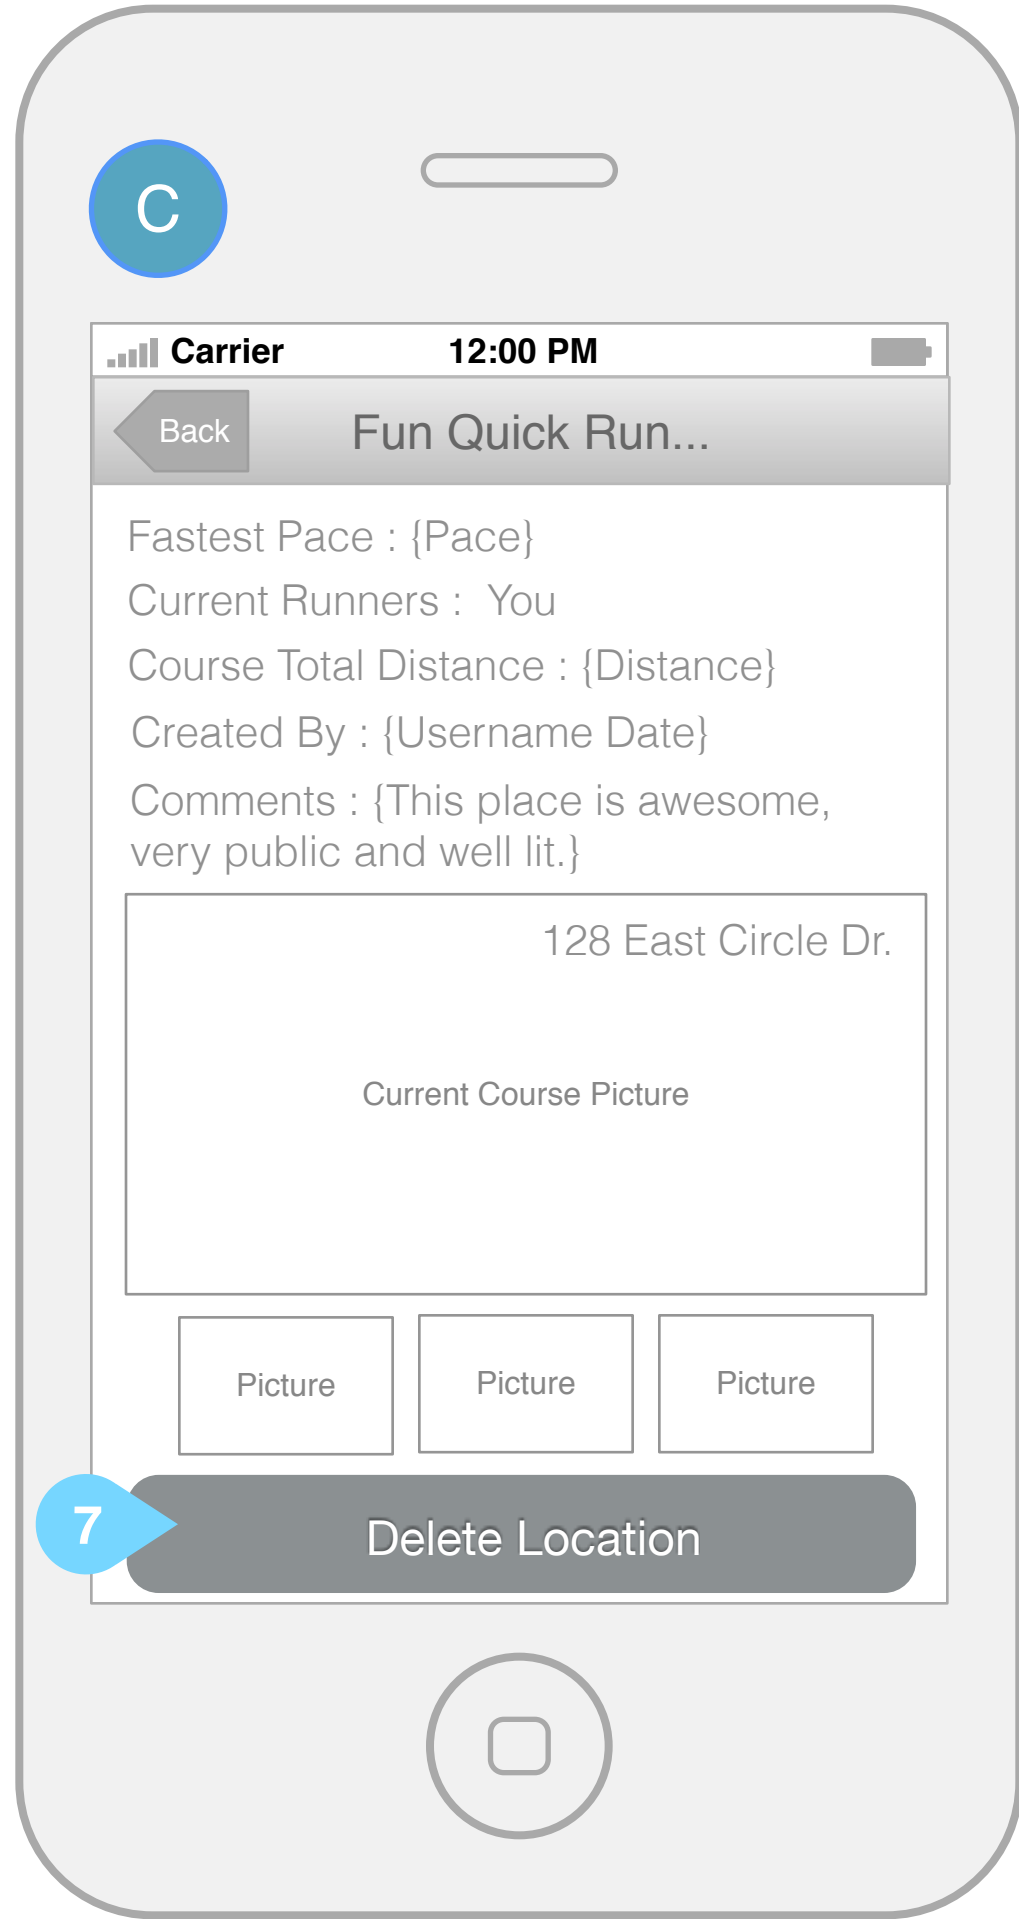 C
Carrier 12:00 PM
Back Fun Quick Run...
Fastest Pace : {Pace}
Current Runners : You
Course Total Distance : {Distance}
Created By : {Username Date}
Comments : {This place is awesome,
very public and well lit.}
128 East Circle Dr.
Current Course Picture
Picture Picture Picture
7 Delete Location